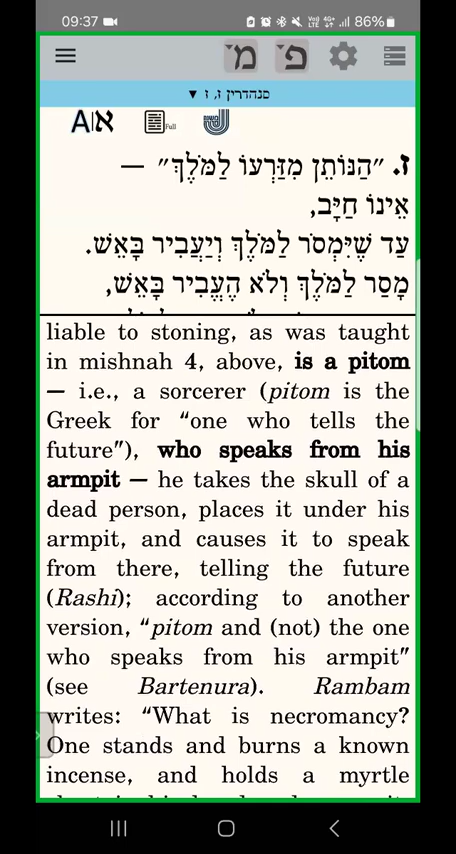 09:37
Vo)) LTE 4G+ 86%
מ׳ פ׳
סנהדרין ז, ז ▼
A|א Full
ז. "הַנּוֹתֵן מִזַּרְעוֹ לַמֹּלֶךְ" —
אֵינוֹ חַיָּב,
עַד שֶׁיִּמְסֹר לַמֹּלֶךְ וְיַעֲבִיר בָּאֵשׁ.
מָסַר לַמֹּלֶךְ וְלֹא הֶעֱבִיר בָּאֵשׁ,
liable to stoning, as was taught
in mishnah 4, above, is a pitom
— i.e., a sorcerer (pitom is the
Greek for "one who tells the
future"), who speaks from his
armpit — he takes the skull of a
dead person, places it under his
armpit, and causes it to speak
from there, telling the future
(Rashi); according to another
version, "pitom and (not) the one
who speaks from his armpit"
(see Bartenura). Rambam
writes: "What is necromancy?
One stands and burns a known
incense, and holds a myrtle